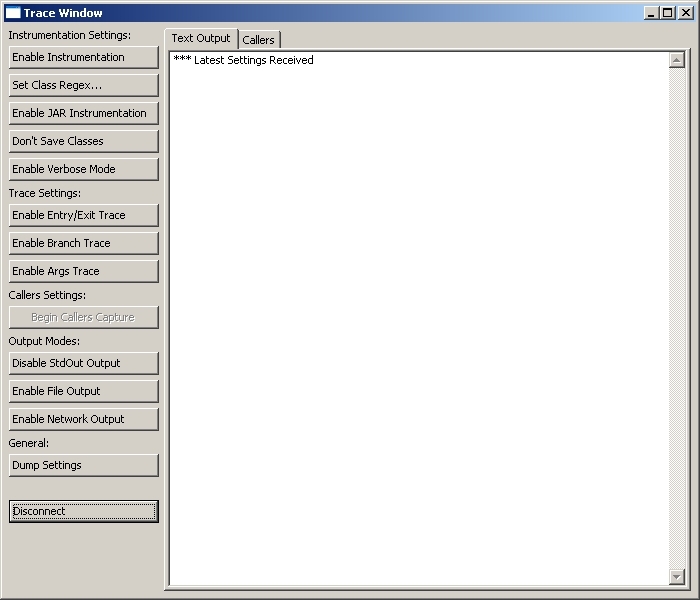 Trace Window
Instrumentation Settings:
Enable Instrumentation
Set Class Regex...
Enable JAR Instrumentation
Don't Save Classes
Enable Verbose Mode
Trace Settings:
Enable Entry/Exit Trace
Enable Branch Trace
Enable Args Trace
Callers Settings:
Begin Callers Capture
Output Modes:
Disable StdOut Output
Enable File Output
Enable Network Output
General:
Dump Settings
Disconnect
Text Output
Callers
*** Latest Settings Received